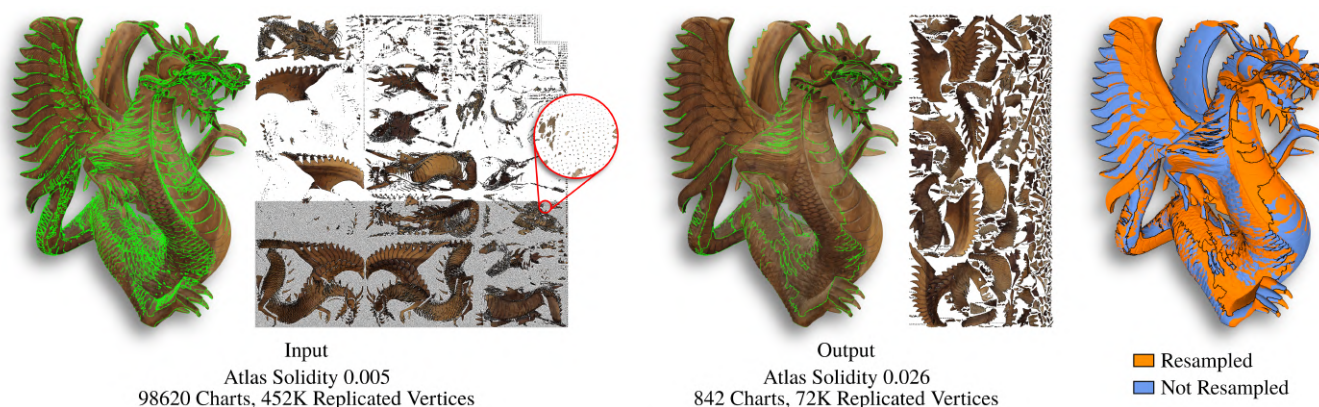 Input
Atlas Solidity 0.005
98620 Charts, 452K Replicated Vertices
Output
Atlas Solidity 0.026
842 Charts, 72K Replicated Vertices
Resampled
Not Resampled